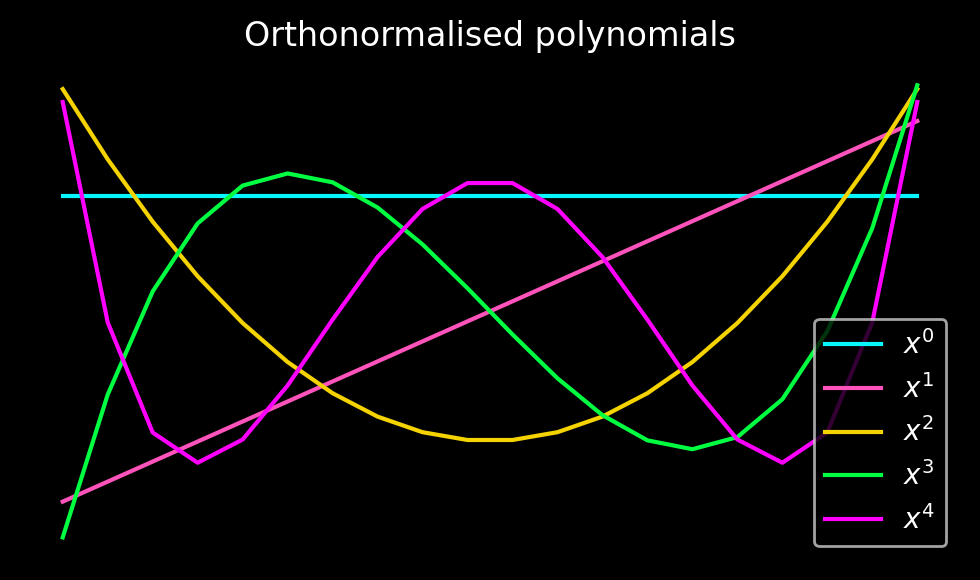 Orthonormalised polynomials
x⁰
x¹
x²
x³
x⁴